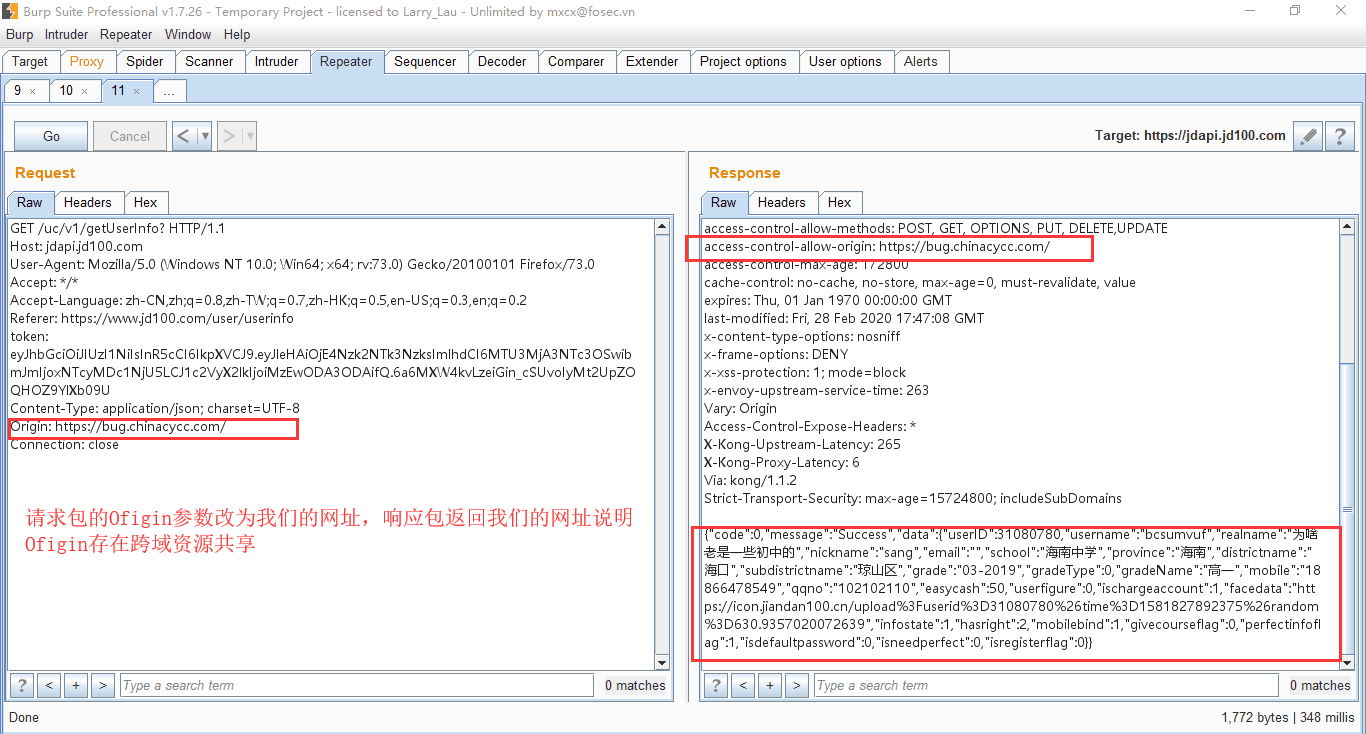 Burp Suite Professional v1.7.26 - Temporary Project - licensed to Larry_Lau - Unlimited by mxcx@fosec.vn
Burp Intruder Repeater Window Help
Target Proxy Spider Scanner Intruder Repeater Sequencer Decoder Comparer Extender Project options User options Alerts
9 × 10 × 11 × ...
Go Cancel < ▼ > ▼ Target: https://jdapi.jd100.com ?
Request
Raw Headers Hex
GET /uc/v1/getUserInfo? HTTP/1.1
Host: jdapi.jd100.com
User-Agent: Mozilla/5.0 (Windows NT 10.0; Win64; x64; rv:73.0) Gecko/20100101 Firefox/73.0
Accept: */*
Accept-Language: zh-CN,zh;q=0.8,zh-TW;q=0.7,zh-HK;q=0.5,en-US;q=0.3,en;q=0.2
Referer: https://www.jd100.com/user/userinfo
token:
eyJhbGciOiJIUzI1NiIsInR5cCI6IkpXVCJ9.eyJleHAiOjE4Nzk2NTk3NzksImlhdCI6MTU3MjA3NTc3OSwib
mJmIjoxNTcyMDc1NjU5LCJ1c2VyX2lkIjoiMzEwODA3ODAifQ.6a6MXW4kvLzeiGin_cSUvoIyMt2UpZO
QHOZ9YlXb09U
Content-Type: application/json; charset=UTF-8
Origin: https://bug.chinacycc.com/
Connection: close
请求包的Ofigin参数改为我们的网址，响应包返回我们的网址说明
Ofigin存在跨域资源共享
? < + > Type a search term 0 matches
Response
Raw Headers Hex
access-control-allow-methods: POST, GET, OPTIONS, PUT, DELETE,UPDATE
access-control-allow-origin: https://bug.chinacycc.com/
access-control-max-age: 172800
cache-control: no-cache, no-store, max-age=0, must-revalidate, value
expires: Thu, 01 Jan 1970 00:00:00 GMT
last-modified: Fri, 28 Feb 2020 17:47:08 GMT
x-content-type-options: nosniff
x-frame-options: DENY
x-xss-protection: 1; mode=block
x-envoy-upstream-service-time: 263
Vary: Origin
Access-Control-Expose-Headers: *
X-Kong-Upstream-Latency: 265
X-Kong-Proxy-Latency: 6
Via: kong/1.1.2
Strict-Transport-Security: max-age=15724800; includeSubDomains
{"code":0,"message":"Success","data":{"userID":31080780,"username":"bcsumvuf","realname":"为啥
老是一些初中的","nickname":"sang","email":"","school":"海南中学","province":"海南","districtname":"
海口","subdistrictname":"琼山区","grade":"03-2019","gradeType":0,"gradeName":"高一","mobile":"18
866478549","qqno":"102102110","easycash":50,"userfigure":0,"ischargeaccount":1,"facedata":"htt
ps://icon.jiandan100.cn/upload%3Fuserid%3D31080780%26time%3D1581827892375%26random
%3D630.9357020072639","infostate":1,"hasright":2,"mobilebind":1,"givecourseflag":0,"perfectinfofl
ag":1,"isdefaultpassword":0,"isneedperfect":0,"isregisterflag":0}}
? < + > Type a search term 0 matches
Done 1,772 bytes | 348 millis